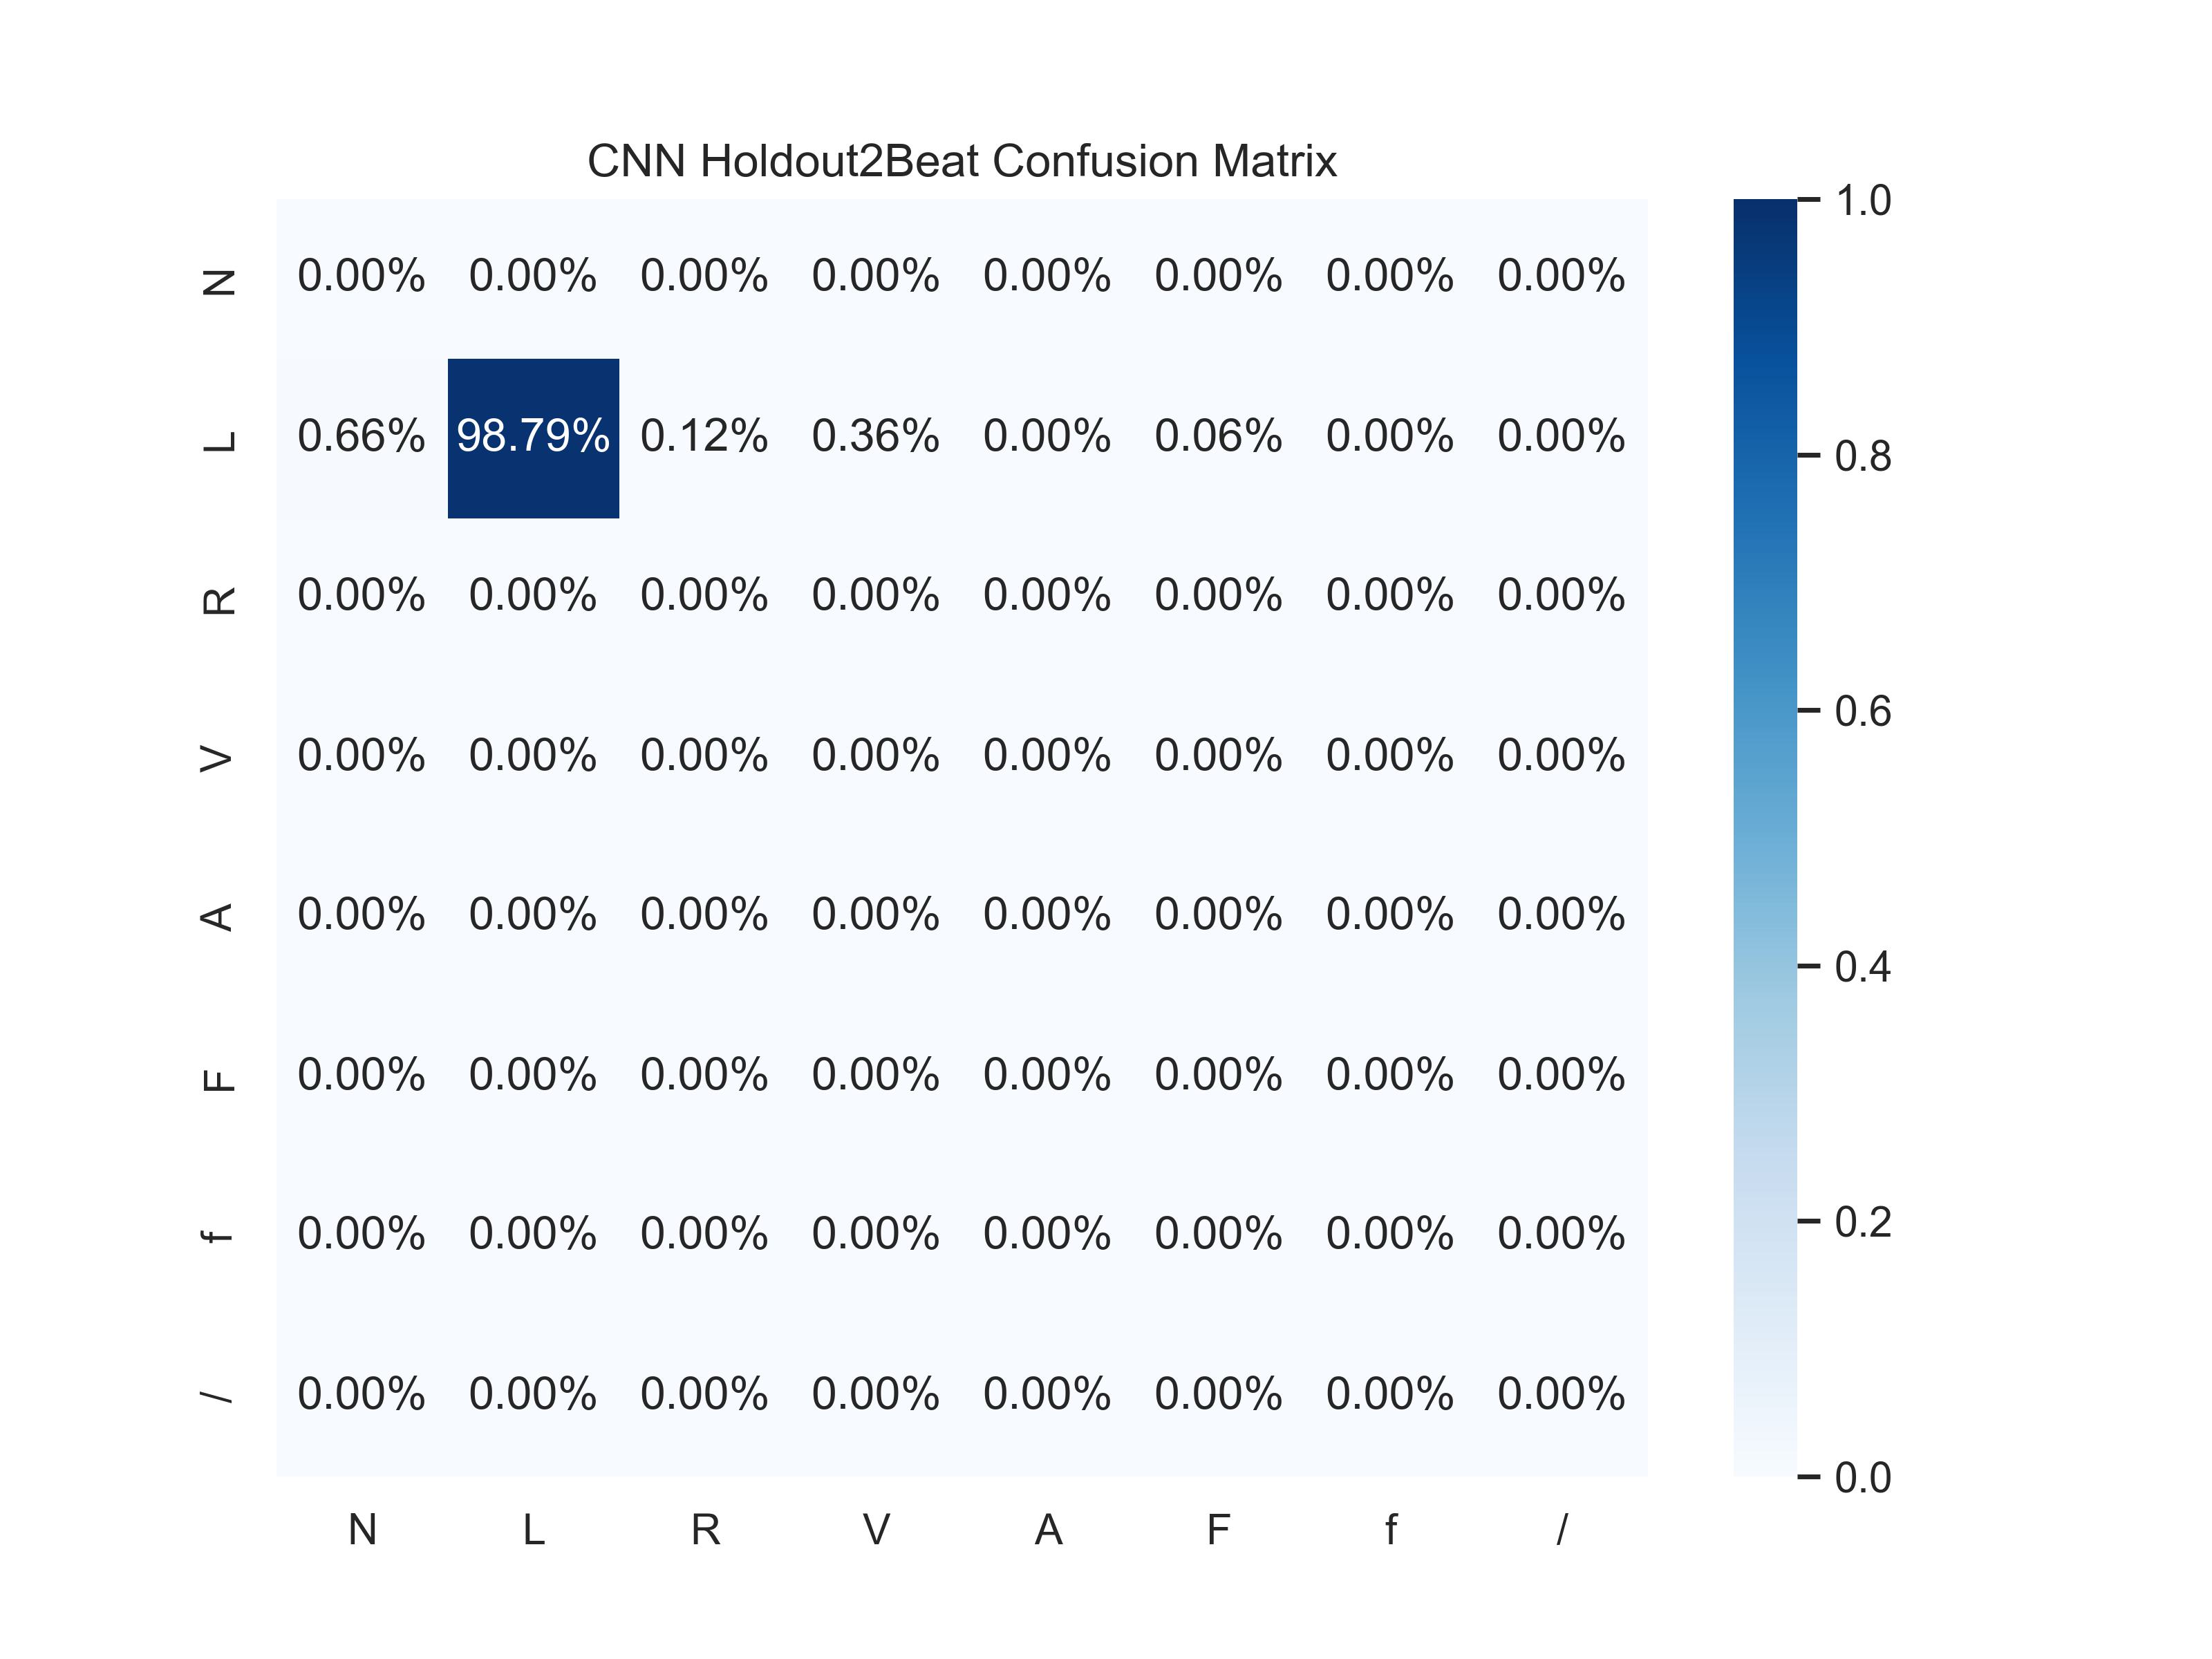 CNN Holdout2Beat Confusion Matrix
N 0.00% 0.00% 0.00% 0.00% 0.00% 0.00% 0.00% 0.00%
L 0.66% 98.79% 0.12% 0.36% 0.00% 0.06% 0.00% 0.00%
R 0.00% 0.00% 0.00% 0.00% 0.00% 0.00% 0.00% 0.00%
V 0.00% 0.00% 0.00% 0.00% 0.00% 0.00% 0.00% 0.00%
A 0.00% 0.00% 0.00% 0.00% 0.00% 0.00% 0.00% 0.00%
F 0.00% 0.00% 0.00% 0.00% 0.00% 0.00% 0.00% 0.00%
f 0.00% 0.00% 0.00% 0.00% 0.00% 0.00% 0.00% 0.00%
/ 0.00% 0.00% 0.00% 0.00% 0.00% 0.00% 0.00% 0.00%
N L R V A F f /
1.0
0.8
0.6
0.4
0.2
0.0